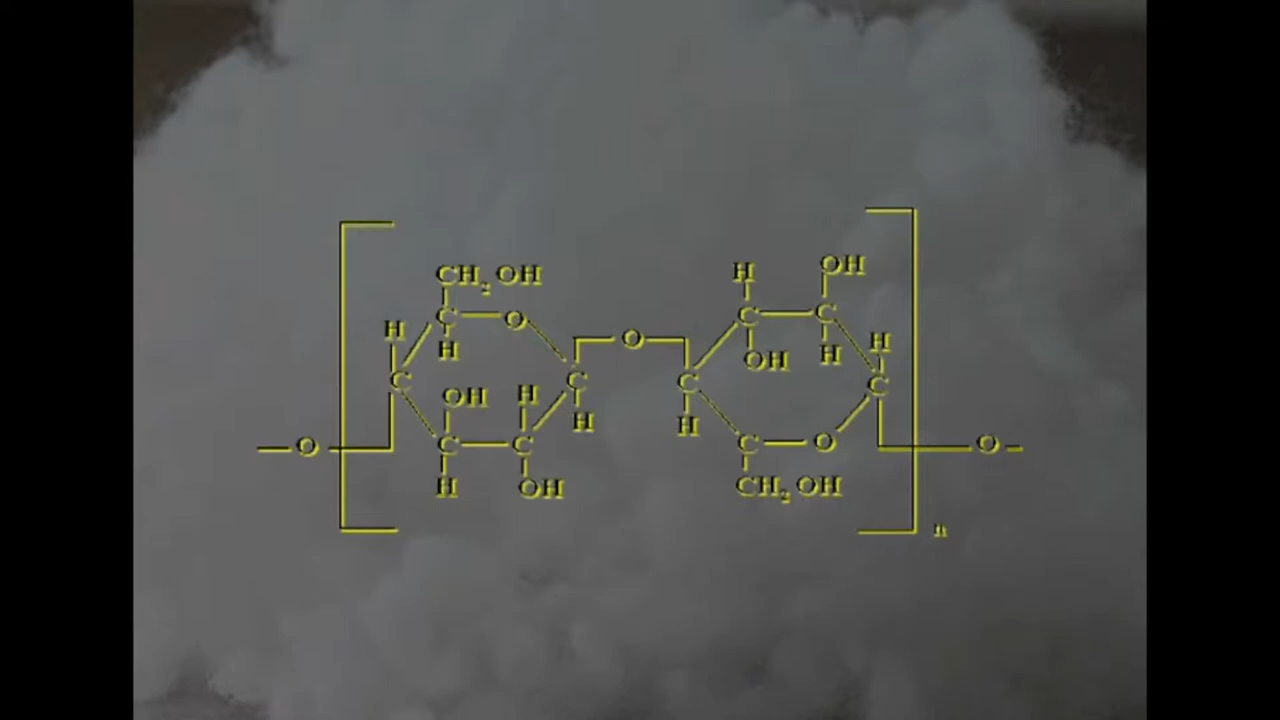 H OH
CH₂ OH
C C
C O H H
H O
H OH H
C C C C
OH H
H H
O C C C O O
H OH CH₂ OH
n